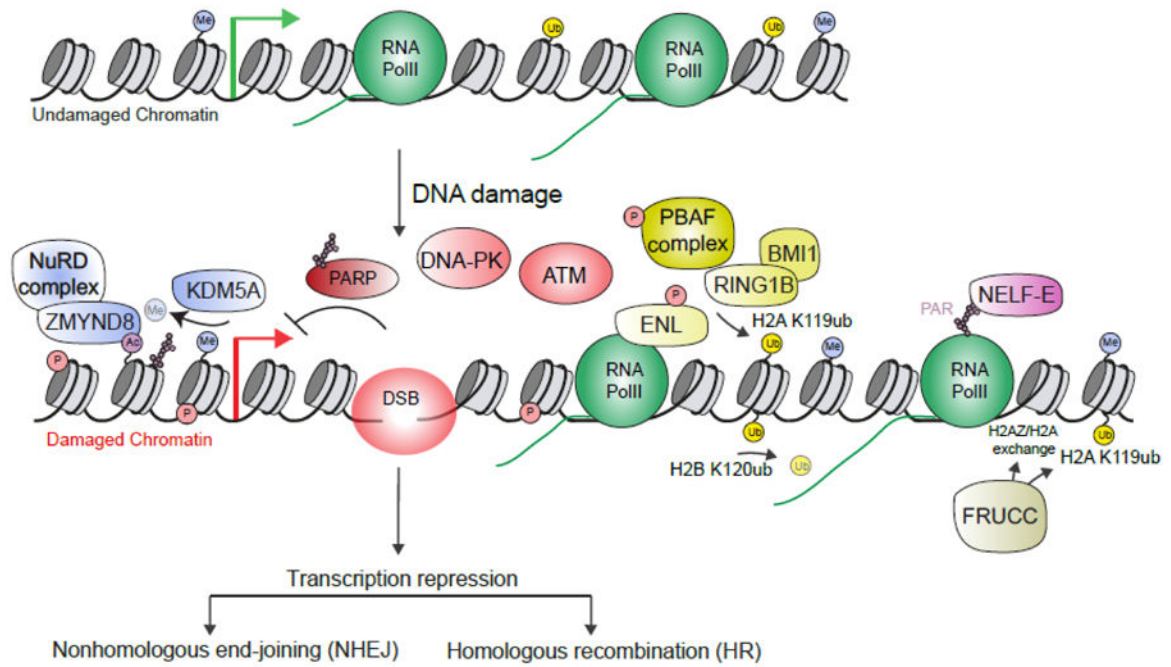 Me
Ub
Ub
Me
RNA
PolII
RNA
PolII
Undamaged Chromatin
DNA damage
NuRD
complex
ZMYND8
Me
KDM5A
PARP
DNA-PK
ATM
P
PBAF
complex
BMI1
RING1B
P
ENL
H2A K119ub
PAR
NELF-E
P
Ac
Me
P
DSB
P
RNA
PolII
Ub
Me
RNA
PolII
Me
Damaged Chromatin
Ub
H2B K120ub
Ub
H2AZ/H2A
exchange
Ub
H2A K119ub
FRUCC
Transcription repression
Nonhomologous end-joining (NHEJ)
Homologous recombination (HR)